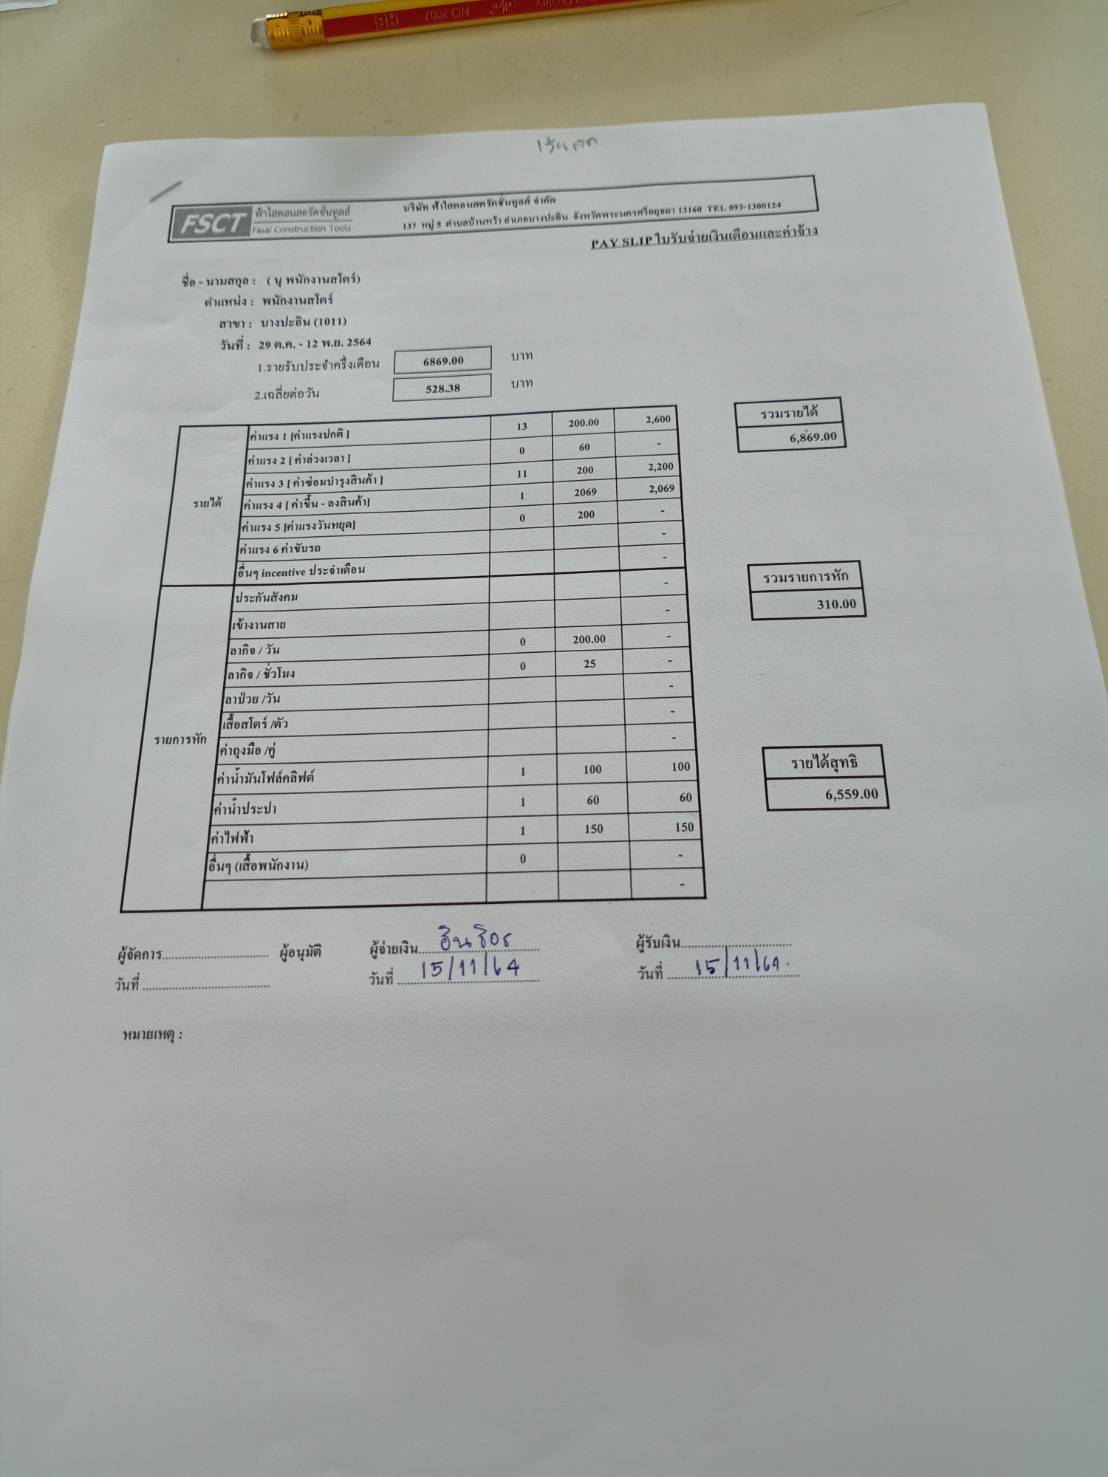 NO 2002
FSCT
ฟ้าใสคอนสตรัคชั่นทูลส์
Fasai Construction Tools
บริษัท ฟ้าใสคอนสตรัคชั่นทูลส์ จำกัด
137 หมู่ 5 ตำบลบ้านหว้า อำเภอบางปะอิน จังหวัดพระนครศรีอยุธยา 13160 TEL. 093-1300124
PAY SLIP ใบรับจ่ายเงินเดือนและค่าจ้าง
ชื่อ - นามสกุล : ( นุ พนักงานสโตร์)
ตำแหน่ง : พนักงานสโตร์
สาขา : บางปะอิน (1011)
วันที่ : 29 ต.ค. - 12 พ.ย. 2564
1.รายรับประจำครึ่งเดือน 6869.00 บาท
2.เฉลี่ยต่อวัน 528.38 บาท
รายได้
ค่าแรง 1 [ค่าแรงปกติ ] 13 200.00 2,600
ค่าแรง 2 [ ค่าล่วงเวลา ] 0 60 -
ค่าแรง 3 [ ค่าซ่อมบำรุงสินค้า ] 11 200 2,200
ค่าแรง 4 [ ค่าขึ้น - ลงสินค้า] 1 2069 2,069
ค่าแรง 5 [ค่าแรงวันหยุด] 0 200 -
ค่าแรง 6 ค่าขับรถ -
อื่นๆ incentive ประจำเดือน -
รายการหัก
ประกันสังคม -
เข้างานสาย -
ลากิจ / วัน 0 200.00 -
ลากิจ / ชั่วโมง 0 25 -
ลาป่วย /วัน -
เสื้อสโตร์ /ตัว -
ค่าถุงมือ /คู่ -
ค่าน้ำมันโฟล์คลิฟต์ 1 100 100
ค่าน้ำประปา 1 60 60
ค่าไฟฟ้า 1 150 150
อื่นๆ (เสื้อพนักงาน) 0 -
-
รวมรายได้
6,869.00
รวมรายการหัก
310.00
รายได้สุทธิ
6,559.00
ผู้จัดการ ผู้อนุมัติ ผู้จ่ายเงิน ผู้รับเงิน
วันที่ วันที่ 15/11/64 วันที่ 15/11/64.
หมายเหตุ :